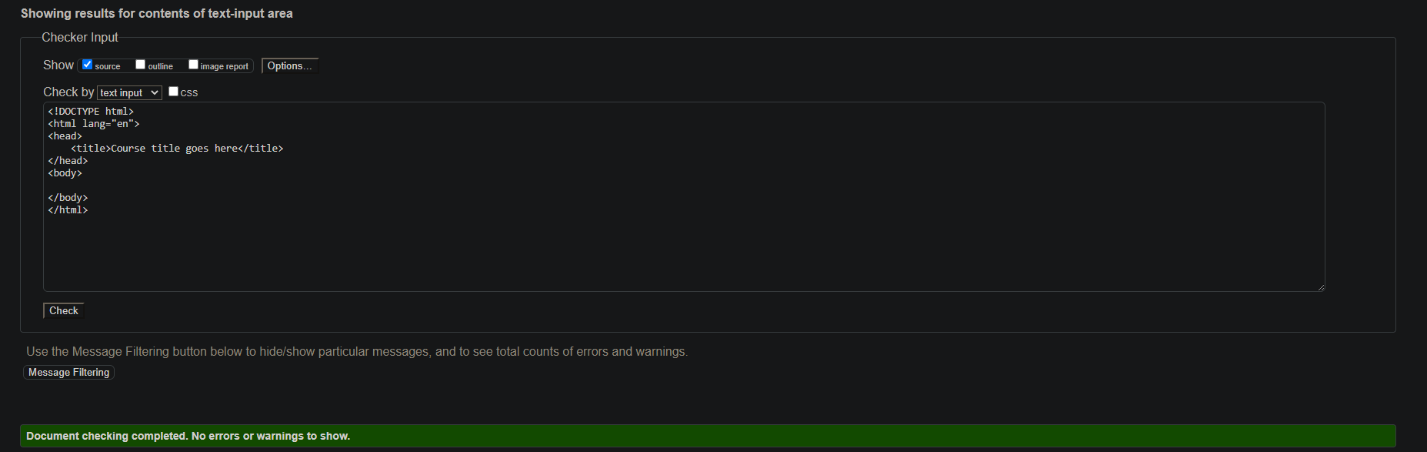 Showing results for contents of text-input area
Checker Input
Show source outline image report Options...
Check by text input css
<!DOCTYPE html>
<html lang="en">
<head>
    <title>Course title goes here</title>
</head>
<body>

</body>
</html>
Check
Use the Message Filtering button below to hide/show particular messages, and to see total counts of errors and warnings.
Message Filtering
Document checking completed. No errors or warnings to show.